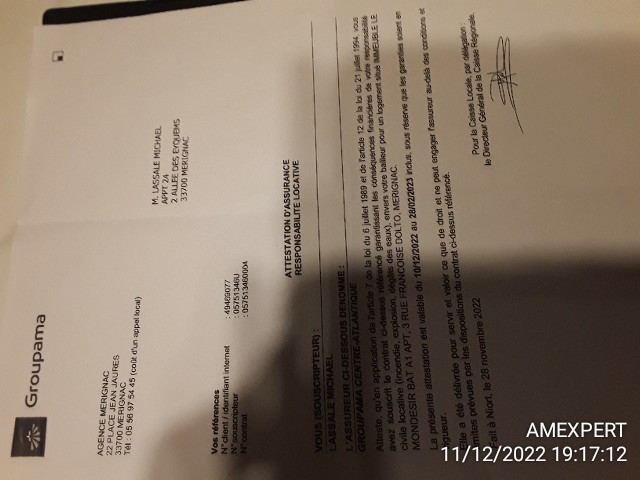 Groupama
AGENCE MERIGNAC
22 PLACE JEAN JAURES
33700 MERIGNAC
Tél : 05 56 97 54 45 (coût d'un appel local)
M. LASSALE MICHAEL
APPT 24
2 ALLEE DES EYQUEMS
33700 MERIGNAC
Vos références
N°client / identifiant internat : 49469077
N°souscripteur : 05751346U
N°contrat : 057513460004
ATTESTATION D'ASSURANCE
RESPONSABILITE LOCATIVE
VOUS (SOUSCRIPTEUR) :
LASSALE MICHAEL
L'ASSUREUR CI-DESSOUS DENOMME :
GROUPAMA CENTRE-ATLANTIQUE
Atteste qu'en application de l'article 7 de la loi du 6 juillet 1989 et de l'article 12 de la loi du 21 juillet 1994, vous
avez souscrit le contrat ci-dessus référencé garantissant les conséquences financières de votre responsabilité
civile locative (incendie, explosion, dégâts des eaux), envers votre bailleur pour un logement situé IMMEUBLE LE
MONDESIR BAT A1 APT, 3 RUE FRANCOISE DOLTO, MERIGNAC.
La présente attestation est valable du 10/12/2022 au 28/02/2023 inclus, sous réserve que les garanties soient en
vigueur.
Elle a été délivrée pour servir et valoir ce que de droit et ne peut engager l'assureur au-delà des conditions et
limites prévues par les dispositions du contrat ci-dessus référencé.
Fait à Niort, le 28 novembre 2022
Pour la Caisse Locale, par délégation :
le Directeur Général de la Caisse Régionale.
AMEXPERT
11/12/2022 19:17:12